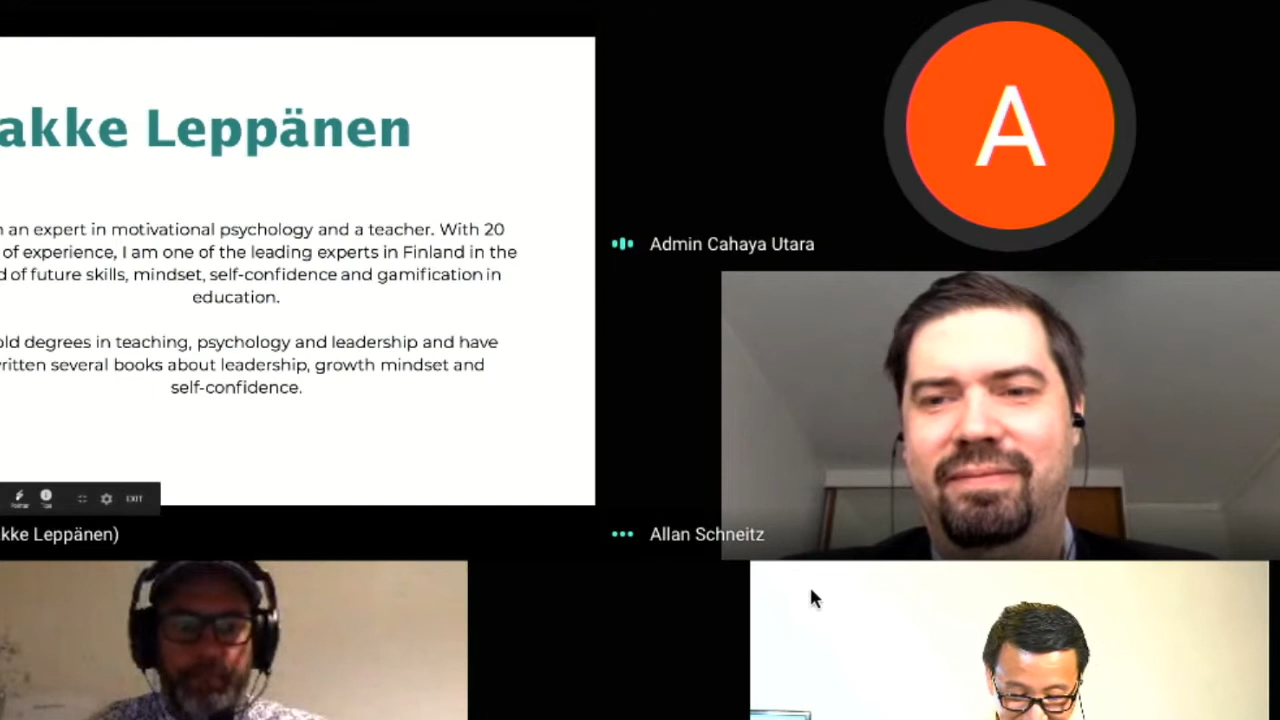 akke Leppänen
an expert in motivational psychology and a teacher. With 20
of experience, I am one of the leading experts in Finland in the
d of future skills, mindset, self-confidence and gamification in
education.
old degrees in teaching, psychology and leadership and have
ritten several books about leadership, growth mindset and
self-confidence.
Pointer
Tips
EXIT
kke Leppänen)
A
Admin Cahaya Utara
Allan Schneitz